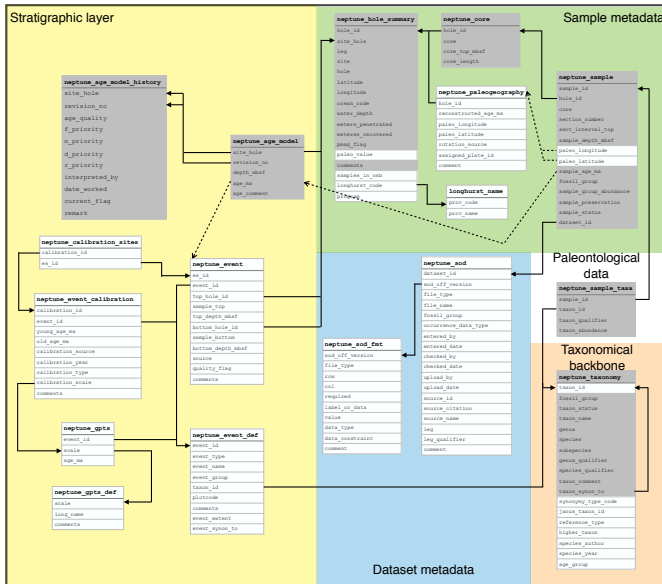 Stratigraphic layer
Sample metadata
neptune_age_model_history
site_hole
revision_no
age_quality
f_priority
n_priority
d_priority
r_priority
interpreted_by
date_worked
current_flag
remark
neptune_age_model
site_hole
revision_no
depth_mbsf
age_ma
age_comment
neptune_hole_summary
hole_id
site_hole
leg
site
hole
latitude
longitude
ocean_code
water_depth
meters_penetrated
meteres_recovered
pmag_flag
paleo_value
comments
samples_in_nsb
longhurst_code
neptune_core
hole_id
core
core_top_mbsf
core_length
neptune_paleogeography
hole_id
reconstructed_age_ma
paleo_longitude
paleo_latitude
rotation_source
assigned_plate_id
comment
longhurst_name
prov_code
prov_name
neptune_sample
sample_id
hole_id
core
section_number
sect_interval_top
sample_depth_mbsf
paleo_longitude
paleo_latitude
sample_age_ma
fossil_group
sample_group_abundance
sample_preservation
sample_status
dataset_id
neptune_calibration_sites
calibration_id
es_id
neptune_event
es_id
event_id
top_hole_id
sample_top
top_depth_mbsf
bottom_hole_id
sample_bottom
bottom_depth_mbsf
source
quality_flag
comments
neptune_event_calibration
calibration_id
event_id
young_age_ma
old_age_ma
calibration_source
calibration_year
calibration_type
calibration_scale
comments
neptune_gpts
event_id
scale
age_ma
neptune_gpts_def
scale
long_name
comments
neptune_event_def
event_id
event_type
event_name
event_group
taxon_id
plotcode
comments
event_extent
event_synon_to
neptune_sod_fmt
sod_off_version
file_type
row
col
required
label_or_data
value
data_type
data_constraint
comment
neptune_sod
dataset_id
sod_off_version
file_type
file_name
fossil_group
occurrence_data_type
entered_by
entered_date
checked_by
checked_date
upload_by
upload_date
source_id
source_citation
source_name
leg
leg_qualifier
comment
Dataset metadata
Paleontological
data
neptune_sample_taxa
sample_id
taxon_id
taxon_qualifier
taxon_abundance
Taxonomical
backbone
neptune_taxonomy
taxon_id
fossil_group
taxon_status
taxon_name
genus
species
subspecies
genus_qualifier
species_qualifier
taxon_comment
taxon_synon_to
synonymy_type_code
janus_taxon_id
reference_type
higher_taxon
species_author
species_year
age_group